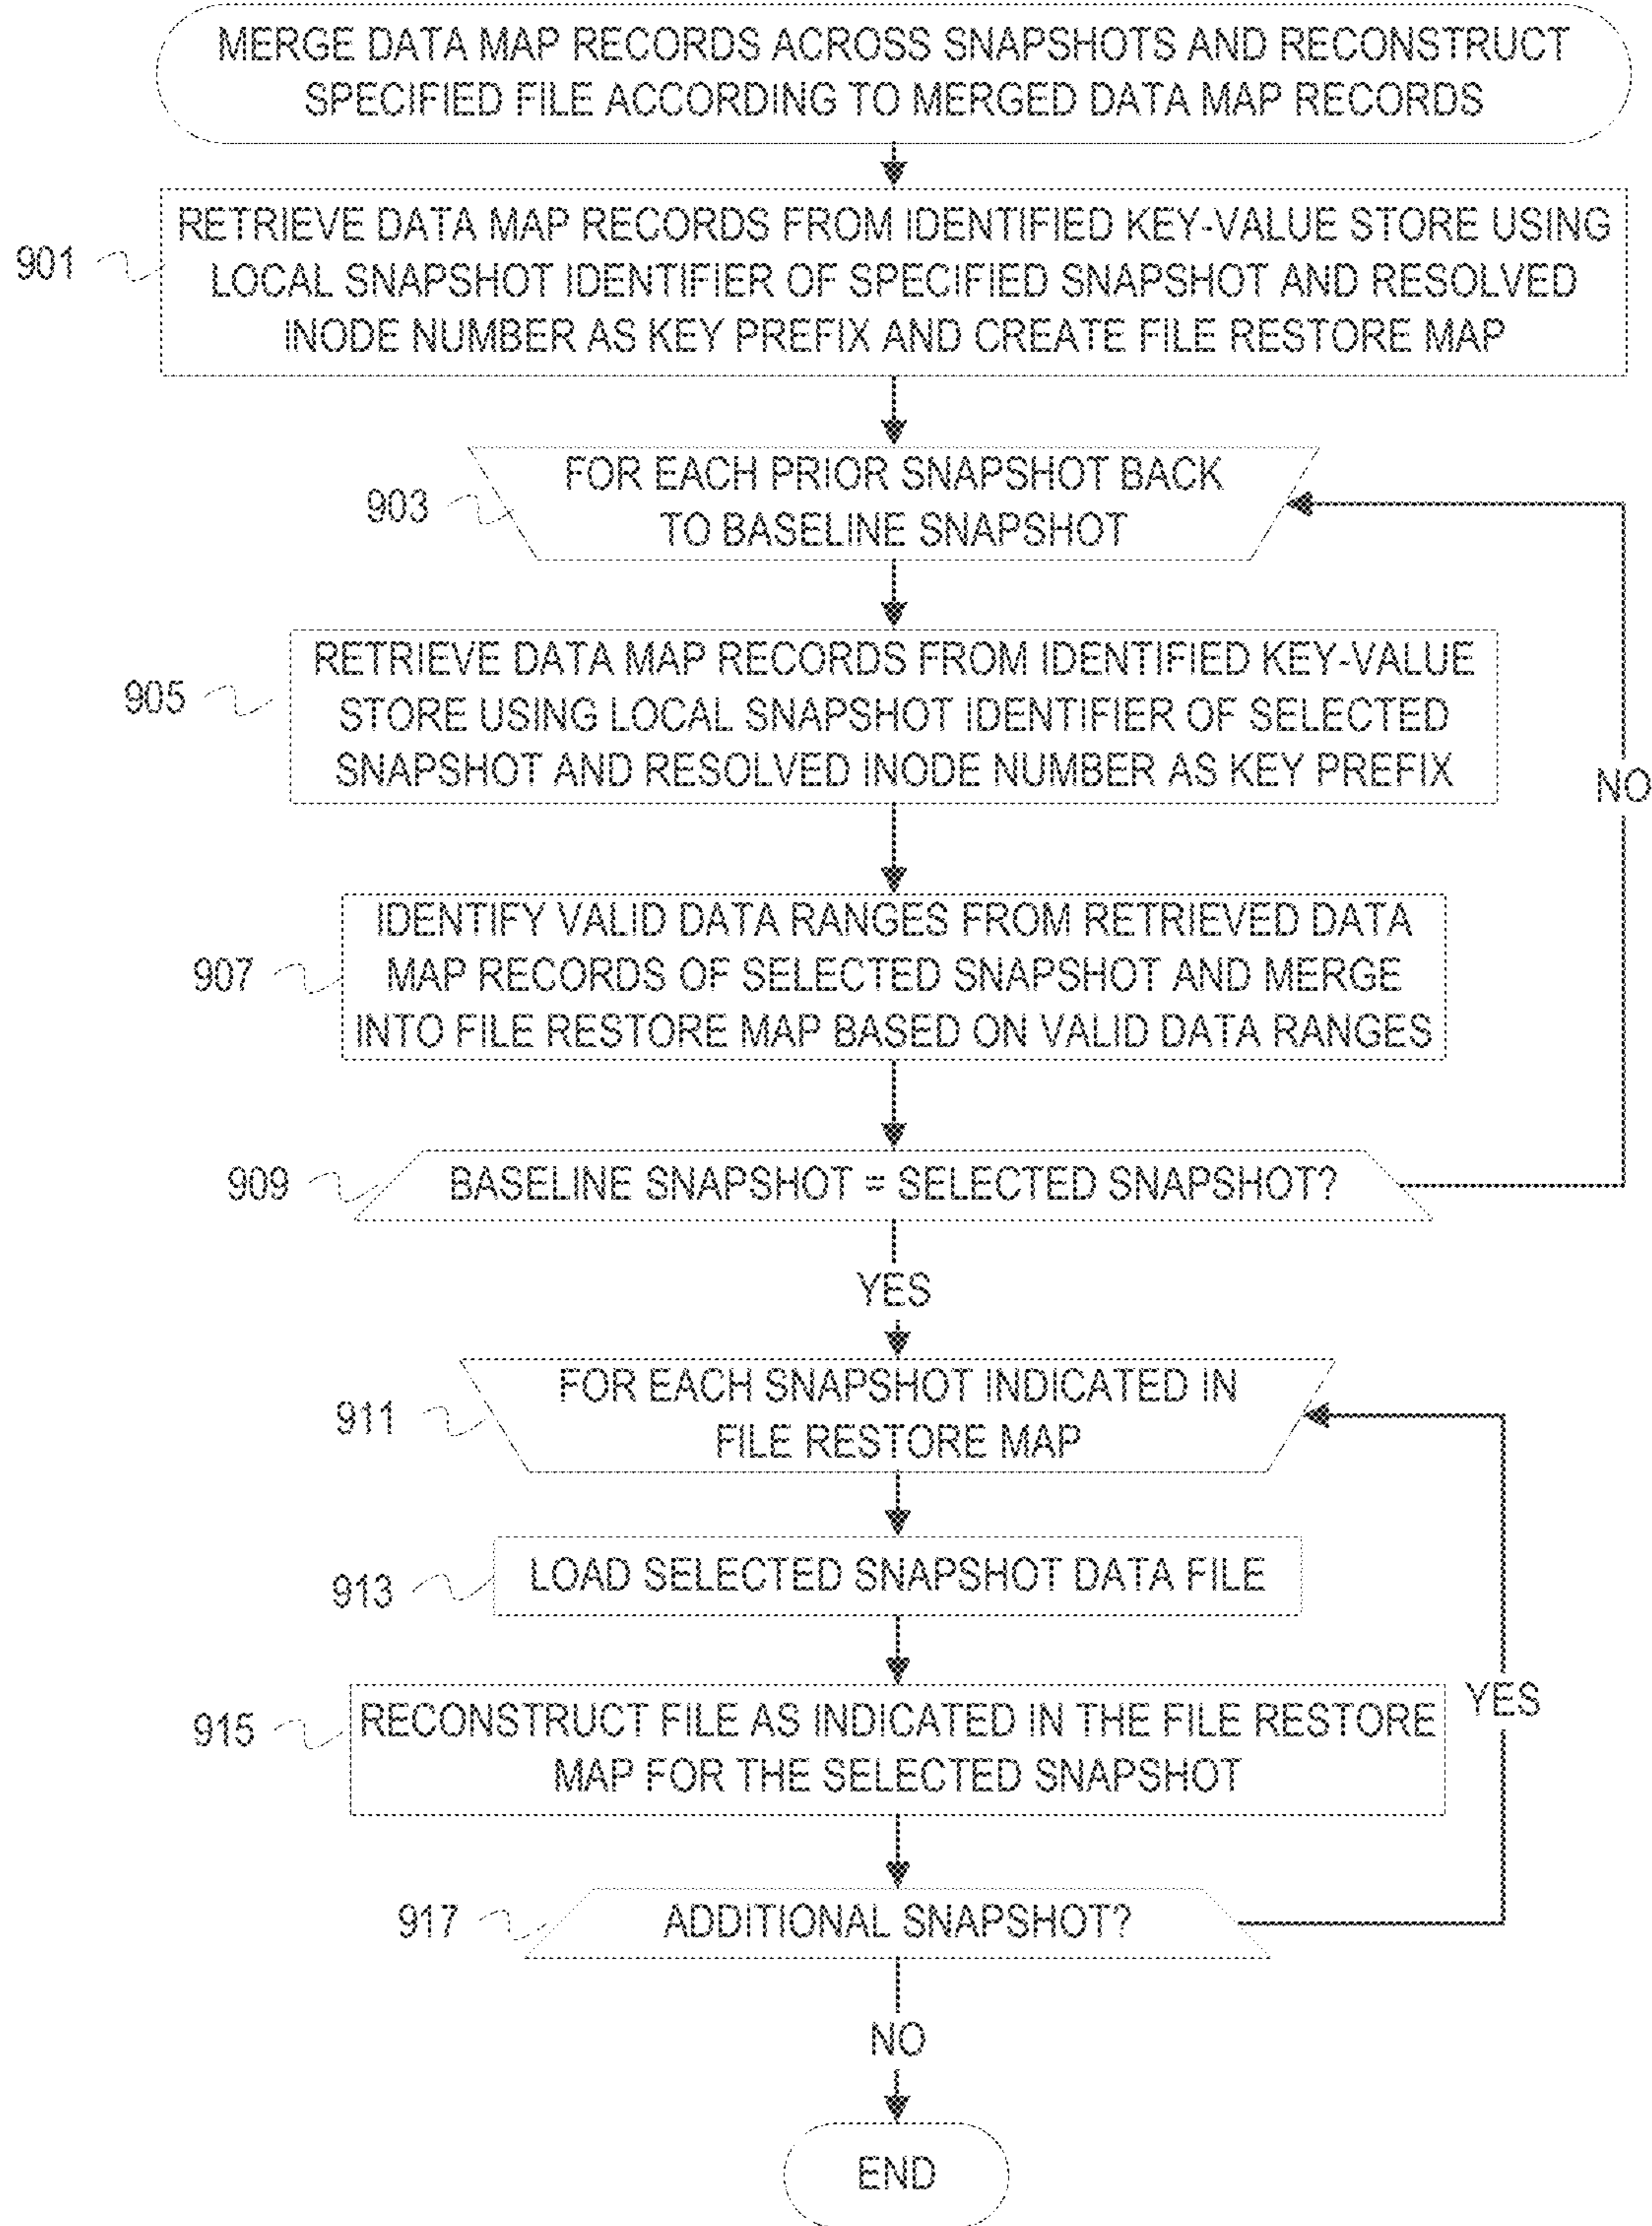 MERGE DATA MAP RECORDS ACROSS SNAPSHOTS AND RECONSTRUCT
SPECIFIED FILE ACCORDING TO MERGED DATA MAP RECORDS
901
RETRIEVE DATA MAP RECORDS FROM IDENTIFIED KEY-VALUE STORE USING
LOCAL SNAPSHOT IDENTIFIER OF SPECIFIED SNAPSHOT AND RESOLVED
INODE NUMBER AS KEY PREFIX AND CREATE FILE RESTORE MAP
903
FOR EACH PRIOR SNAPSHOT BACK
TO BASELINE SNAPSHOT
905
RETRIEVE DATA MAP RECORDS FROM IDENTIFIED KEY-VALUE
STORE USING LOCAL SNAPSHOT IDENTIFIER OF SELECTED
SNAPSHOT AND RESOLVED INODE NUMBER AS KEY PREFIX
NO
907
IDENTIFY VALID DATA RANGES FROM RETRIEVED DATA
MAP RECORDS OF SELECTED SNAPSHOT AND MERGE
INTO FILE RESTORE MAP BASED ON VALID DATA RANGES
909
BASELINE SNAPSHOT = SELECTED SNAPSHOT?
YES
911
FOR EACH SNAPSHOT INDICATED IN
FILE RESTORE MAP
913
LOAD SELECTED SNAPSHOT DATA FILE
915
RECONSTRUCT FILE AS INDICATED IN THE FILE RESTORE
MAP FOR THE SELECTED SNAPSHOT
YES
917
ADDITIONAL SNAPSHOT?
NO
END